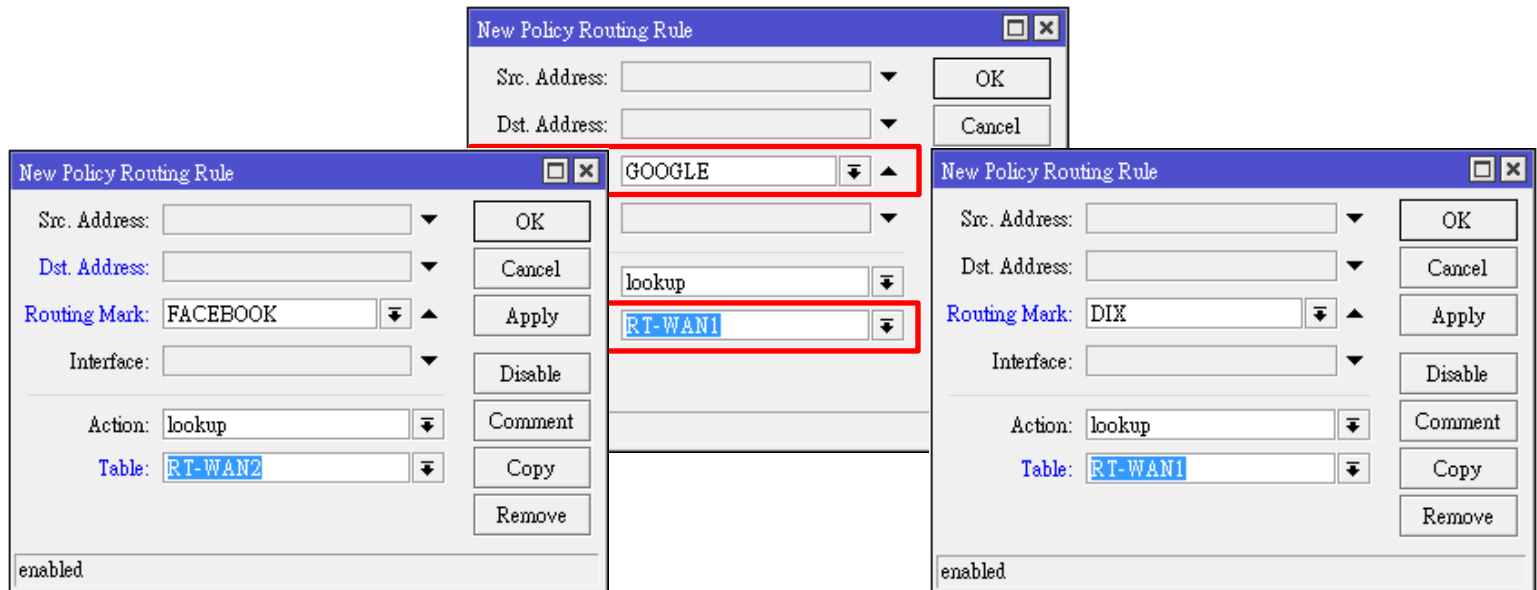 New Policy Routing Rule
Src. Address:
OK
Dst. Address:
Cancel
GOOGLE
lookup
RT-WAN1
New Policy Routing Rule
Src. Address:
OK
Dst. Address:
Cancel
Routing Mark: FACEBOOK
Apply
Interface:
Disable
Action: lookup
Comment
Table: RT-WAN2
Copy
Remove
enabled
New Policy Routing Rule
Src. Address:
OK
Dst. Address:
Cancel
Routing Mark: DIX
Apply
Interface:
Disable
Action: lookup
Comment
Table: RT-WAN1
Copy
Remove
enabled